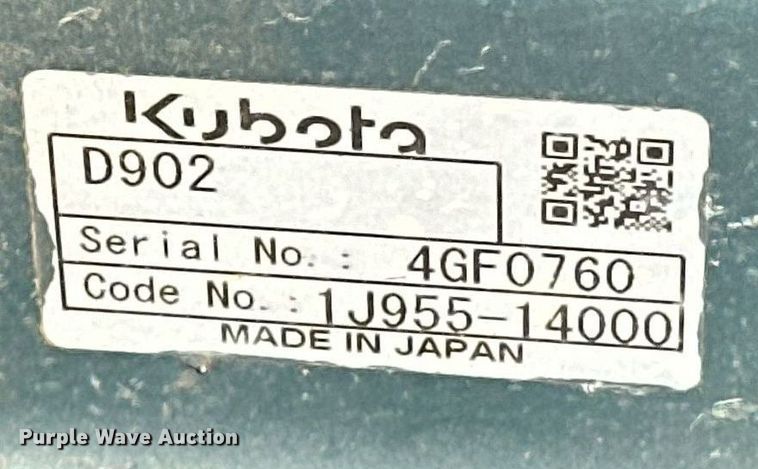 Kubota
D902
Serial No. : 4GF0760
Code No. : 1J955-14000
MADE IN JAPAN
Purple Wave Auction